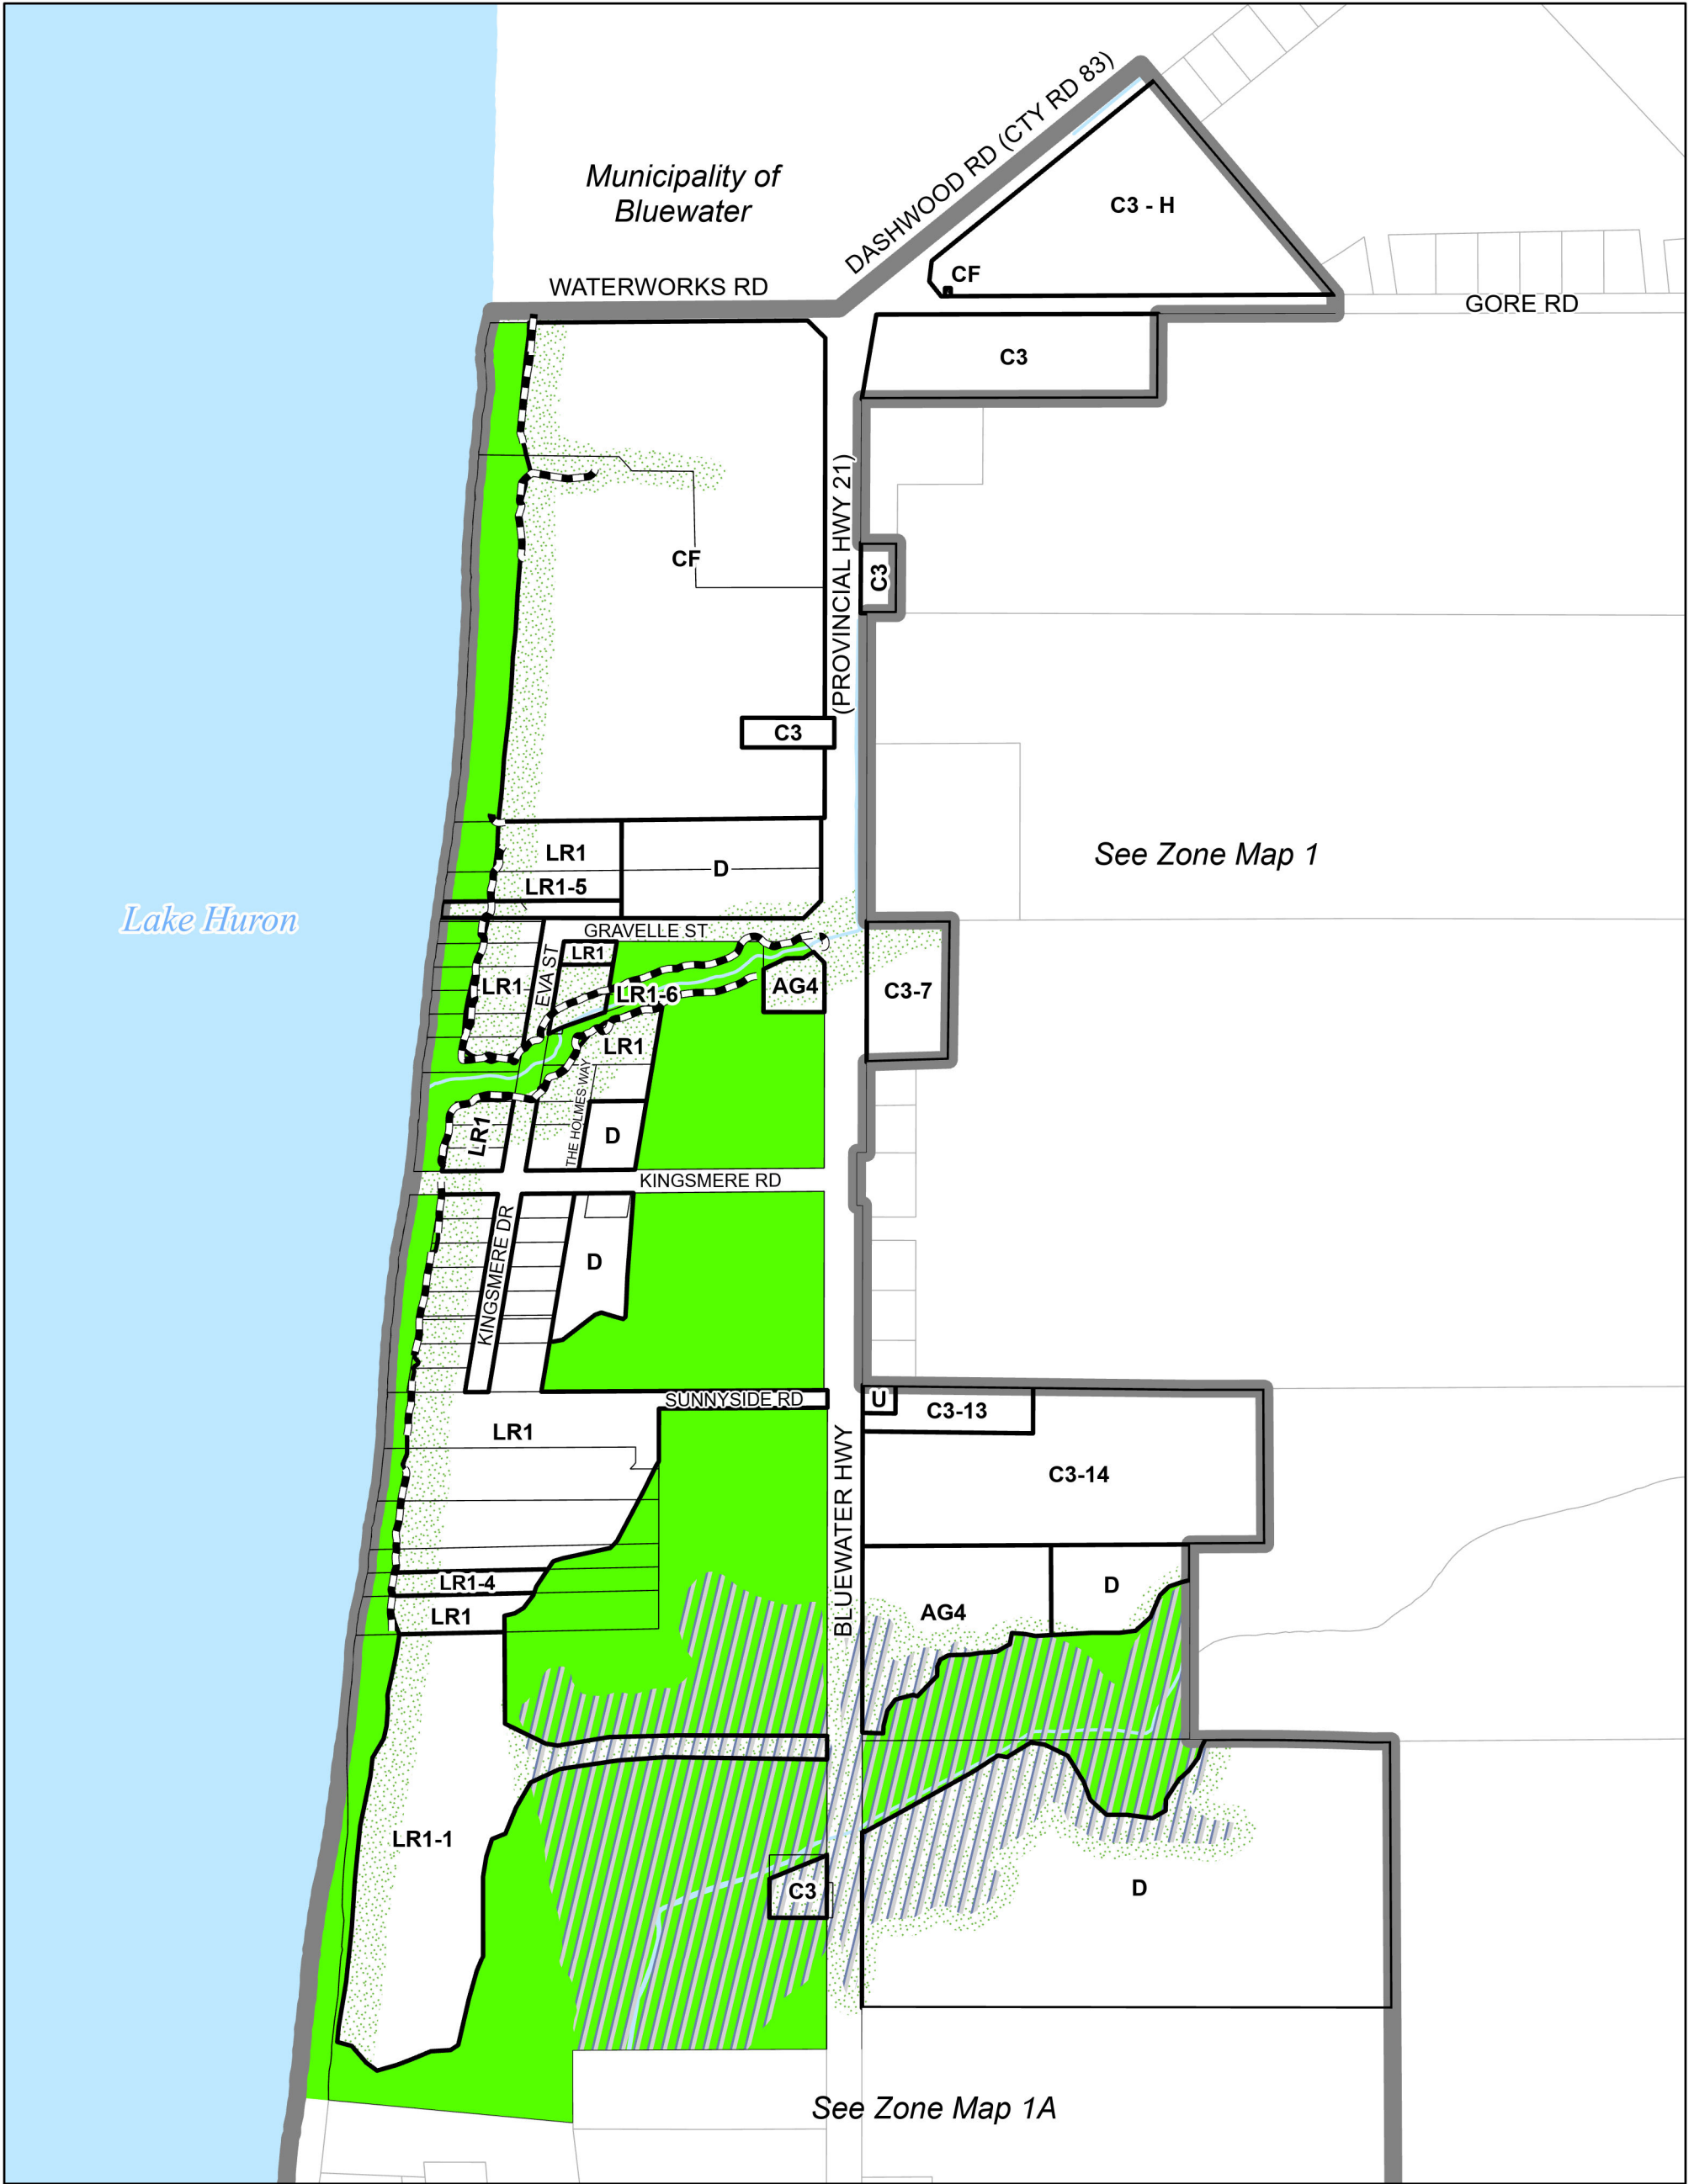 DASHWOOD RD (CTY RD 83)
Municipality of
Bluewater
C3 - H
CF
WATERWORKS RD
GORE RD
C3
(PROVINCIAL HWY 21)
CF
C3
C3
LR1
D
LR1-5
See Zone Map 1
Lake Huron
GRAVELLE ST
LR1
EVA ST
LR1
LR1-6
AG4
C3-7
LR1
THE HOLMES WAY
LR1
D
KINGSMERE RD
KINGSMERE DR
D
SUNNYSIDE RD
U
C3-13
LR1
BLUEWATER HWY
C3-14
LR1-4
D
LR1
AG4
LR1-1
C3
D
See Zone Map 1A